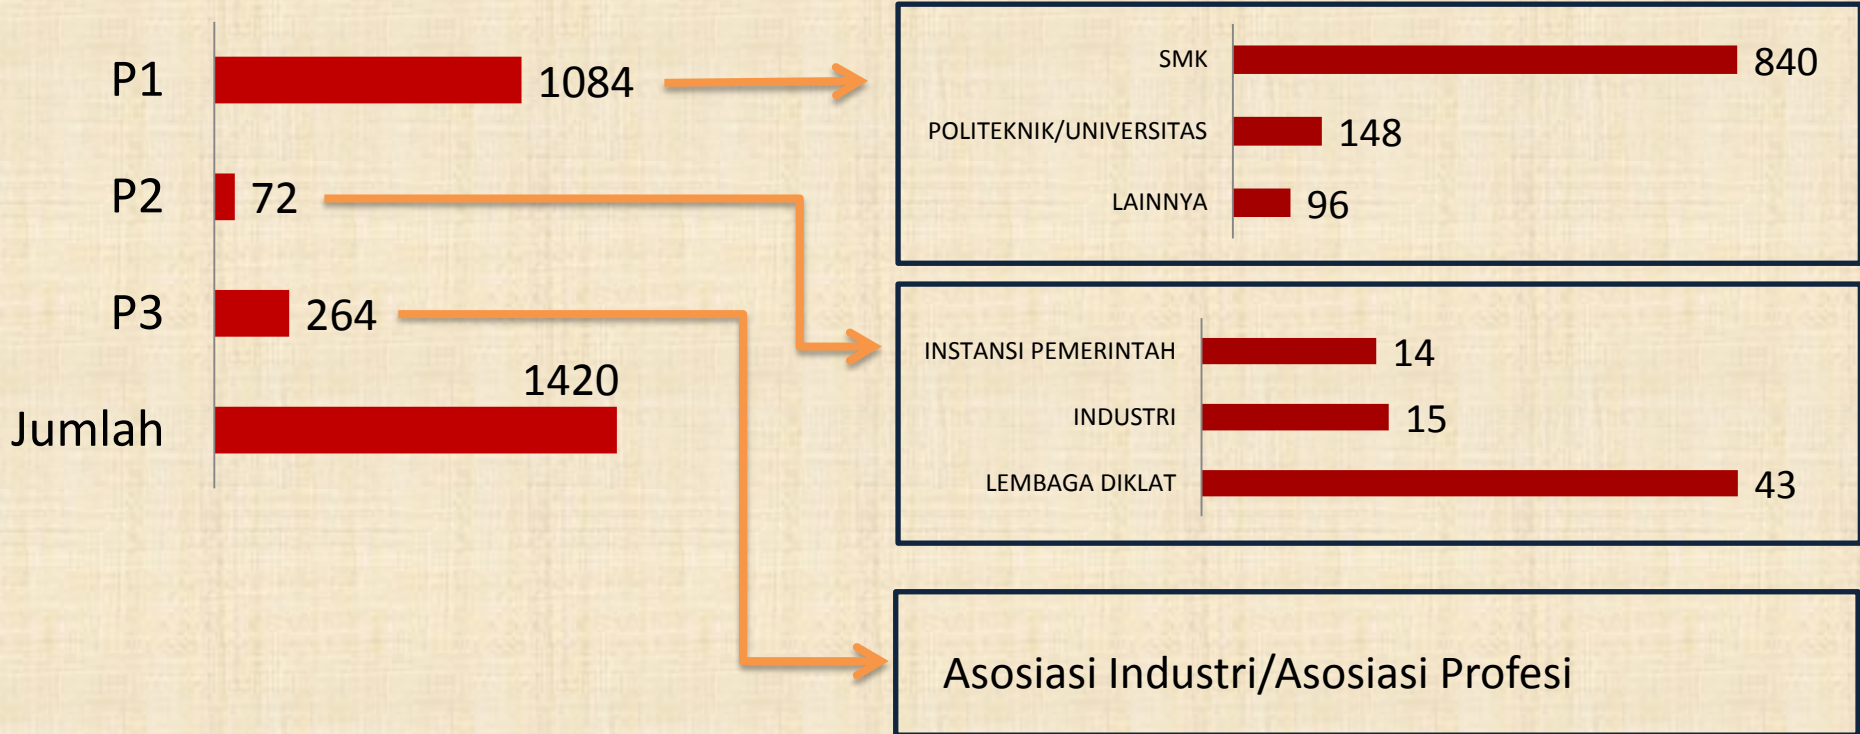 P1 1084
P2 72
P3 264
Jumlah 1420
SMK 840
POLITEKNIK/UNIVERSITAS 148
LAINNYA 96
INSTANSI PEMERINTAH 14
INDUSTRI 15
LEMBAGA DIKLAT 43
Asosiasi Industri/Asosiasi Profesi